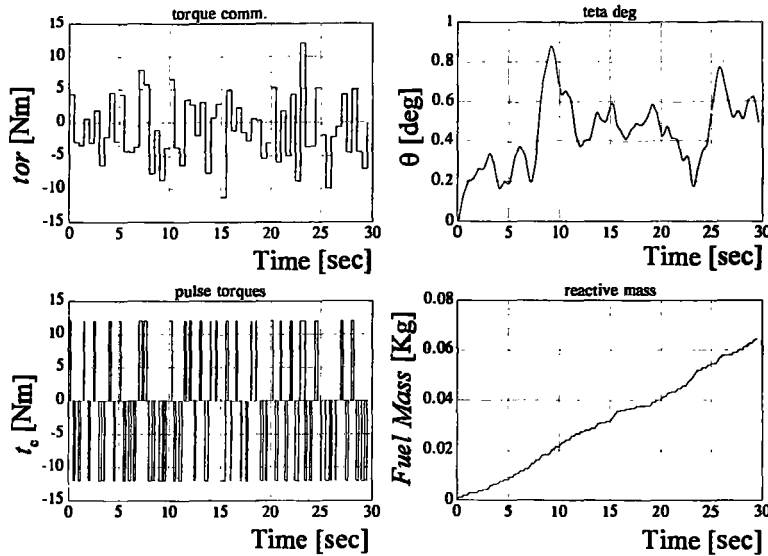 torque comm.
15
10
5
0
-5
-10
-15
tor [Nm]
0 5 10 15 20 25 30
Time [sec]
teta deg
1
0.8
0.6
0.4
0.2
0
θ [deg]
0 5 10 15 20 25 30
Time [sec]
pulse torques
15
10
5
0
-5
-10
-15
t_c [Nm]
0 5 10 15 20 25 30
Time [sec]
reactive mass
0.08
0.06
0.04
0.02
0
Fuel Mass [Kg]
0 5 10 15 20 25 30
Time [sec]